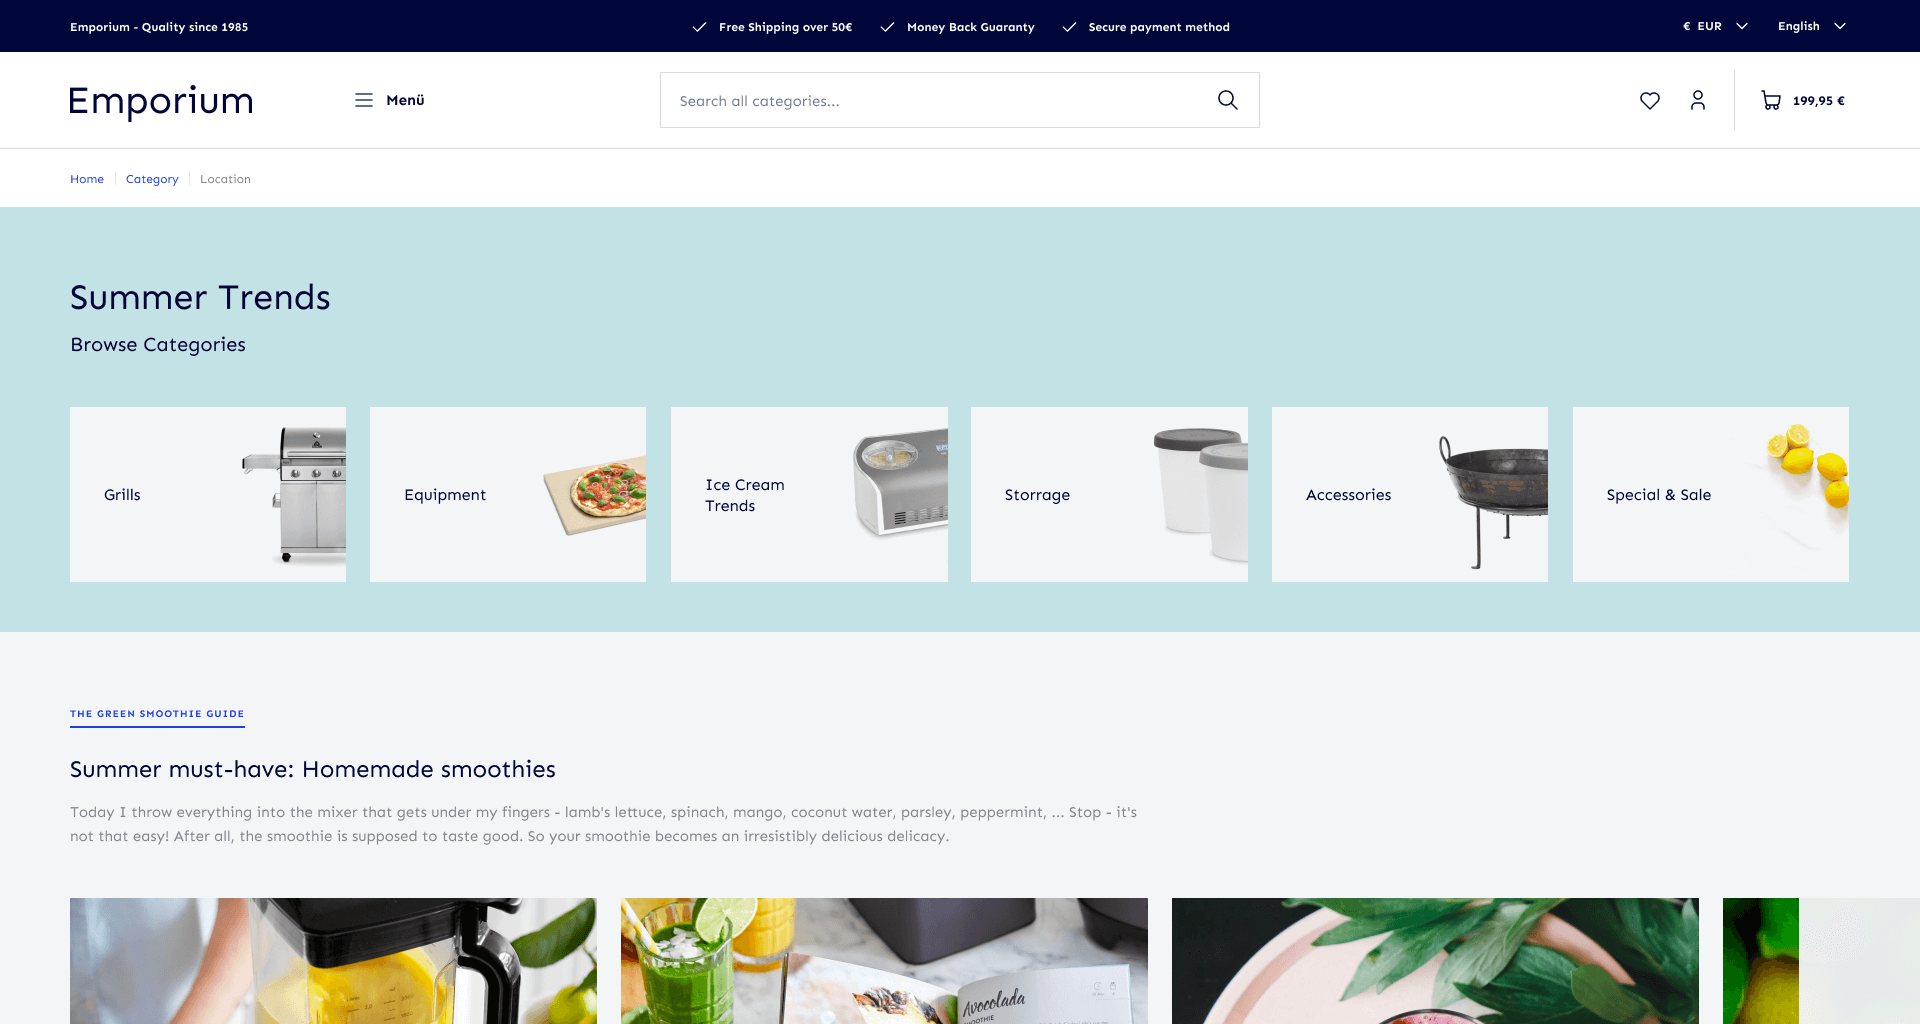 Emporium - Quality since 1985
Free Shipping over 50€
Money Back Guaranty
Secure payment method
€ EUR
English
Emporium
Menü
Search all categories...
199,95 €
Home
Category
Location
Summer Trends
Browse Categories
Grills
Equipment
Ice Cream
Trends
Storrage
Accessories
Special & Sale
THE GREEN SMOOTHIE GUIDE
Summer must-have: Homemade smoothies
Today I throw everything into the mixer that gets under my fingers - lamb's lettuce, spinach, mango, coconut water, parsley, peppermint, ... Stop - it's
not that easy! After all, the smoothie is supposed to taste good. So your smoothie becomes an irresistibly delicious delicacy.
Avocolada
SMOOTHIE